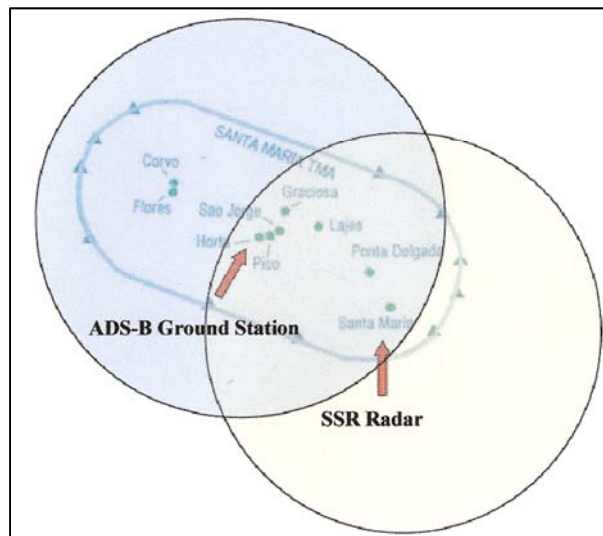 SANTA MARIA TMA
Corvo
Flores
Graciosa
Sao Jorge
Lajes
Horta
Pico
Ponta Delgada
Santa Maria
ADS-B Ground Station
SSR Radar